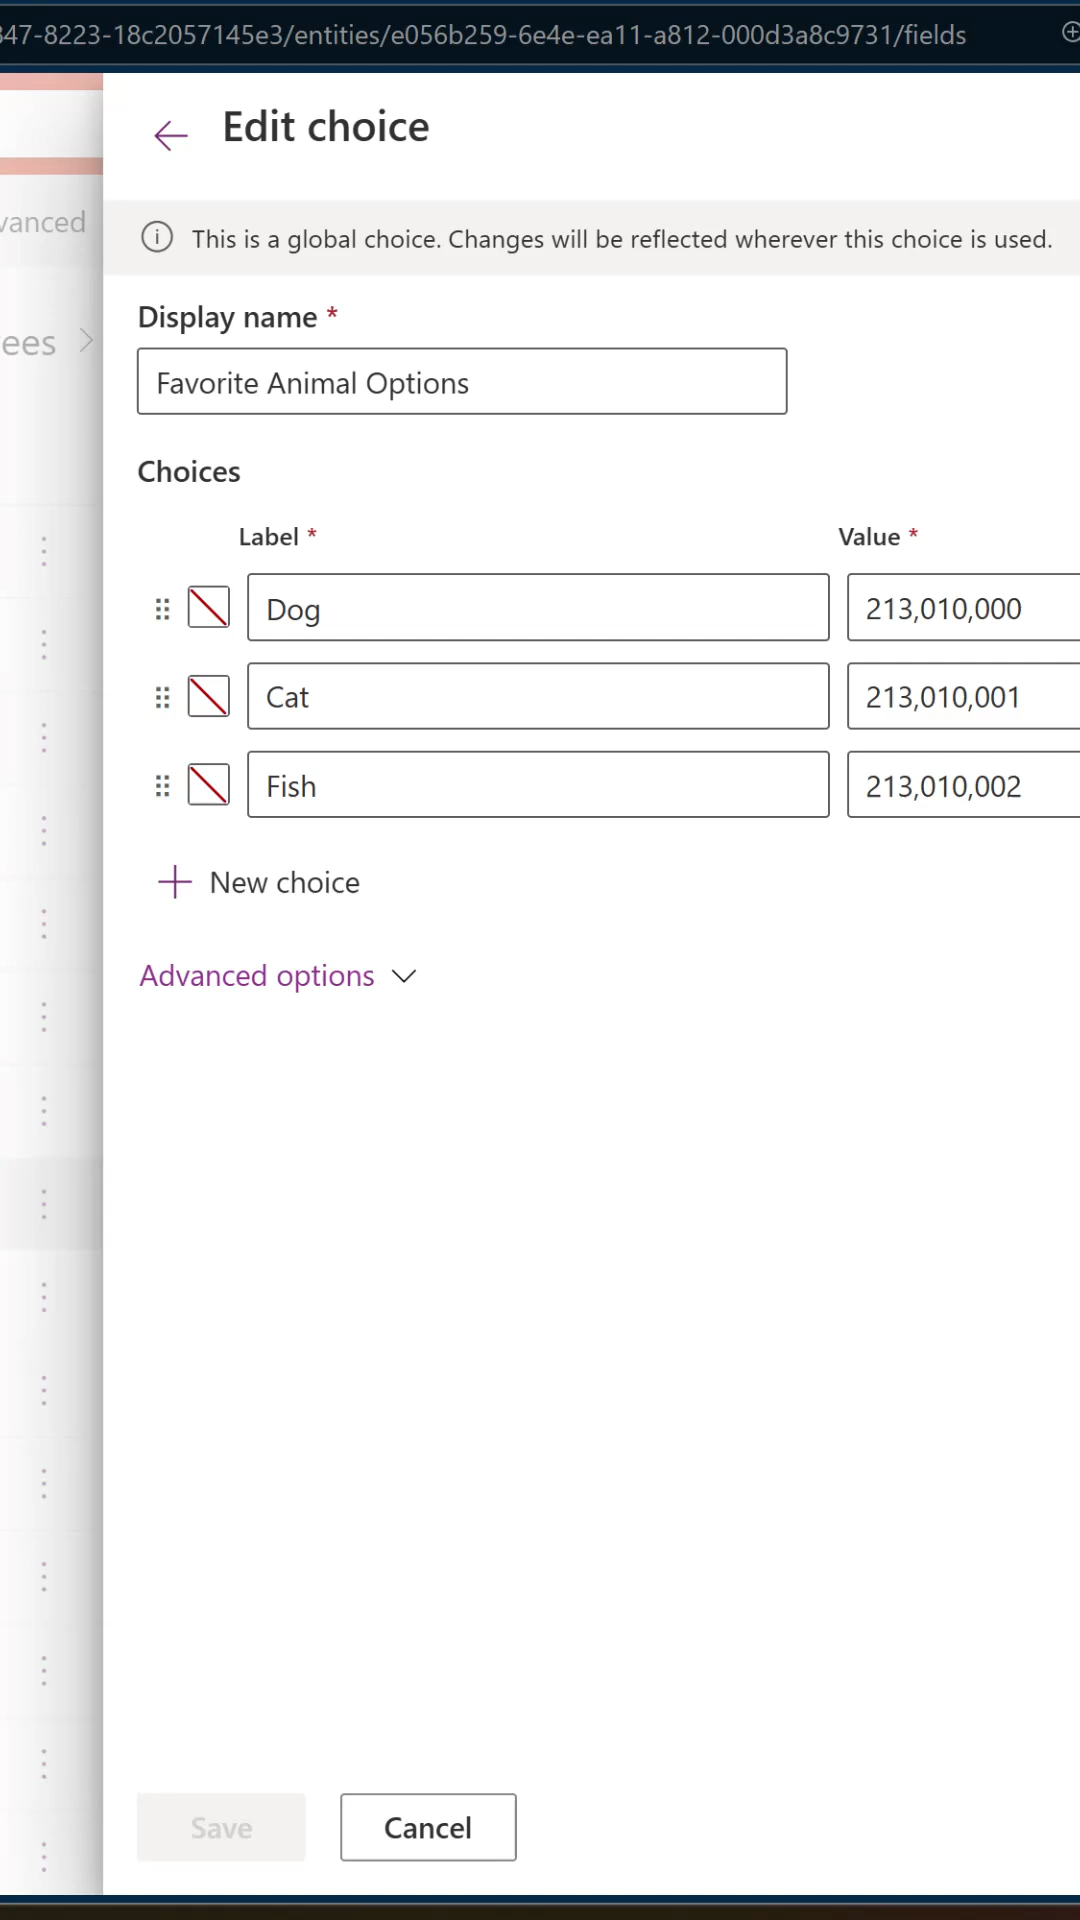 347-8223-18c2057145e3/entities/e056b259-6e4e-ea11-a812-000d3a8c9731/fields
Edit choice
vanced
This is a global choice. Changes will be reflected wherever this choice is used.
Display name *
ees
Favorite Animal Options
Choices
Label * Value *
Dog 213,010,000
Cat 213,010,001
Fish 213,010,002
New choice
Advanced options
Save Cancel